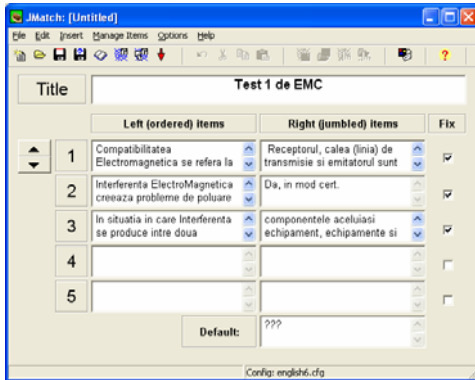 JMatch: [Untitled]
File Edit Insert Manage Items Options Help
Title Test 1 de EMC
Left (ordered) items Right (jumbled) items Fix
1 Compatibilitatea Receptorul, calea (linia) de
Electromagnetica se refera la transmisie si emitatorul sunt
2 Interferenta ElectroMagnetica Da, in mod cert.
creeaza probleme de poluare
3 In situatia in care Interferenta componentele aceluiasi
se produce intre doua echipament, echipamente si
4
5
Default: ???
Config: english6.cfg